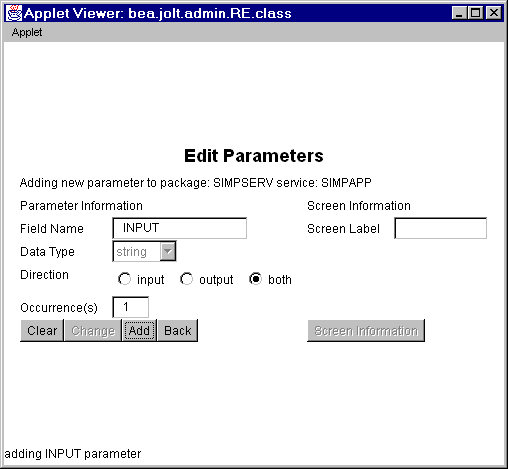 Applet Viewer: bea.jolt.admin.RE.class
Applet
Edit Parameters
Adding new parameter to package: SIMPSERV service: SIMPAPP
Parameter Information Screen Information
Field Name INPUT Screen Label
Data Type string
Direction input output both
Occurrence(s) 1
Clear Change Add Back Screen Information
adding INPUT parameter